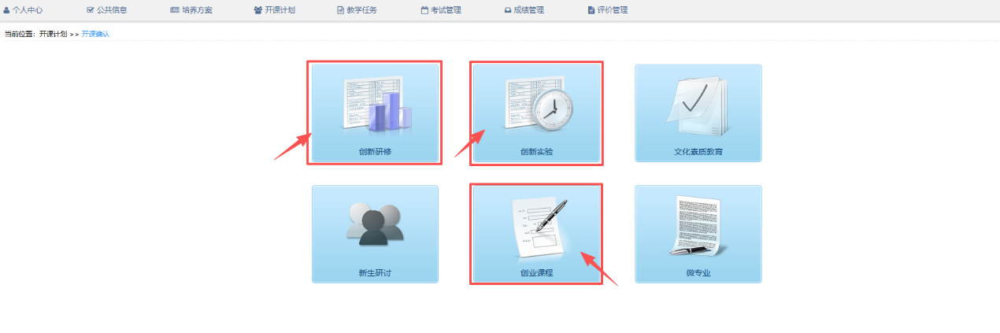 个人中心 公共信息 培养方案 开课计划 教学任务 考试管理 成绩管理 评价管理
当前位置：开课计划 >> 开课确认
创新研修 创新实验 文化素质教育
新生研讨 创业课程 微专业